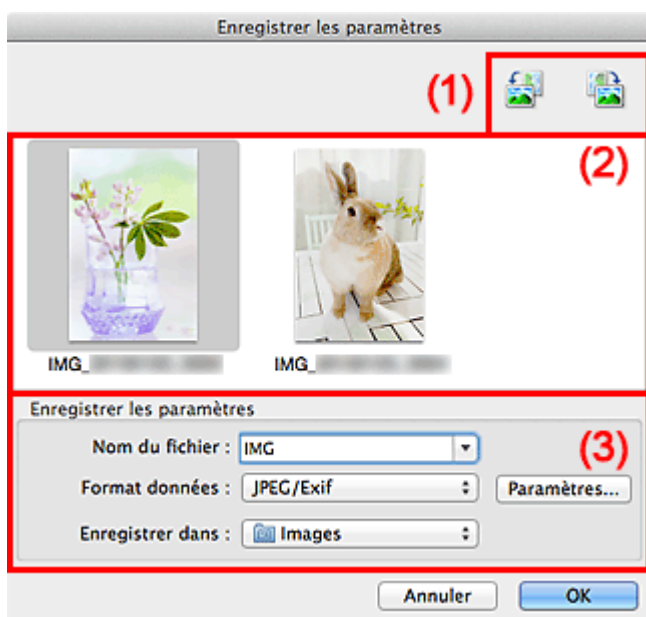 Enregistrer les paramètres
(1)
(2)
IMG_
IMG_
Enregistrer les paramètres
(3)
Nom du fichier : IMG
Format données : JPEG/Exif Paramètres...
Enregistrer dans : Images
Annuler OK